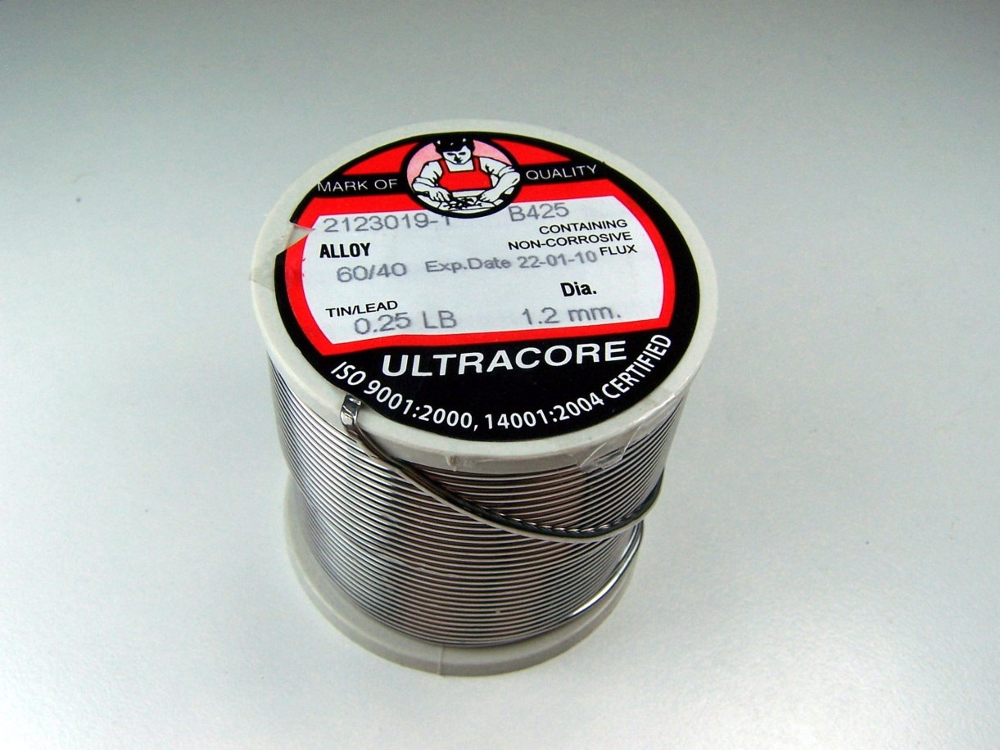 MARK OF QUALITY
2123019-1 B425
CONTAINING
ALLOY NON-CORROSIVE
FLUX
60/40 Exp.Date 22-01-10
Dia.
TIN/LEAD
0.25 LB 1.2 mm.
ULTRACORE
ISO 9001:2000, 14001:2004 CERTIFIED